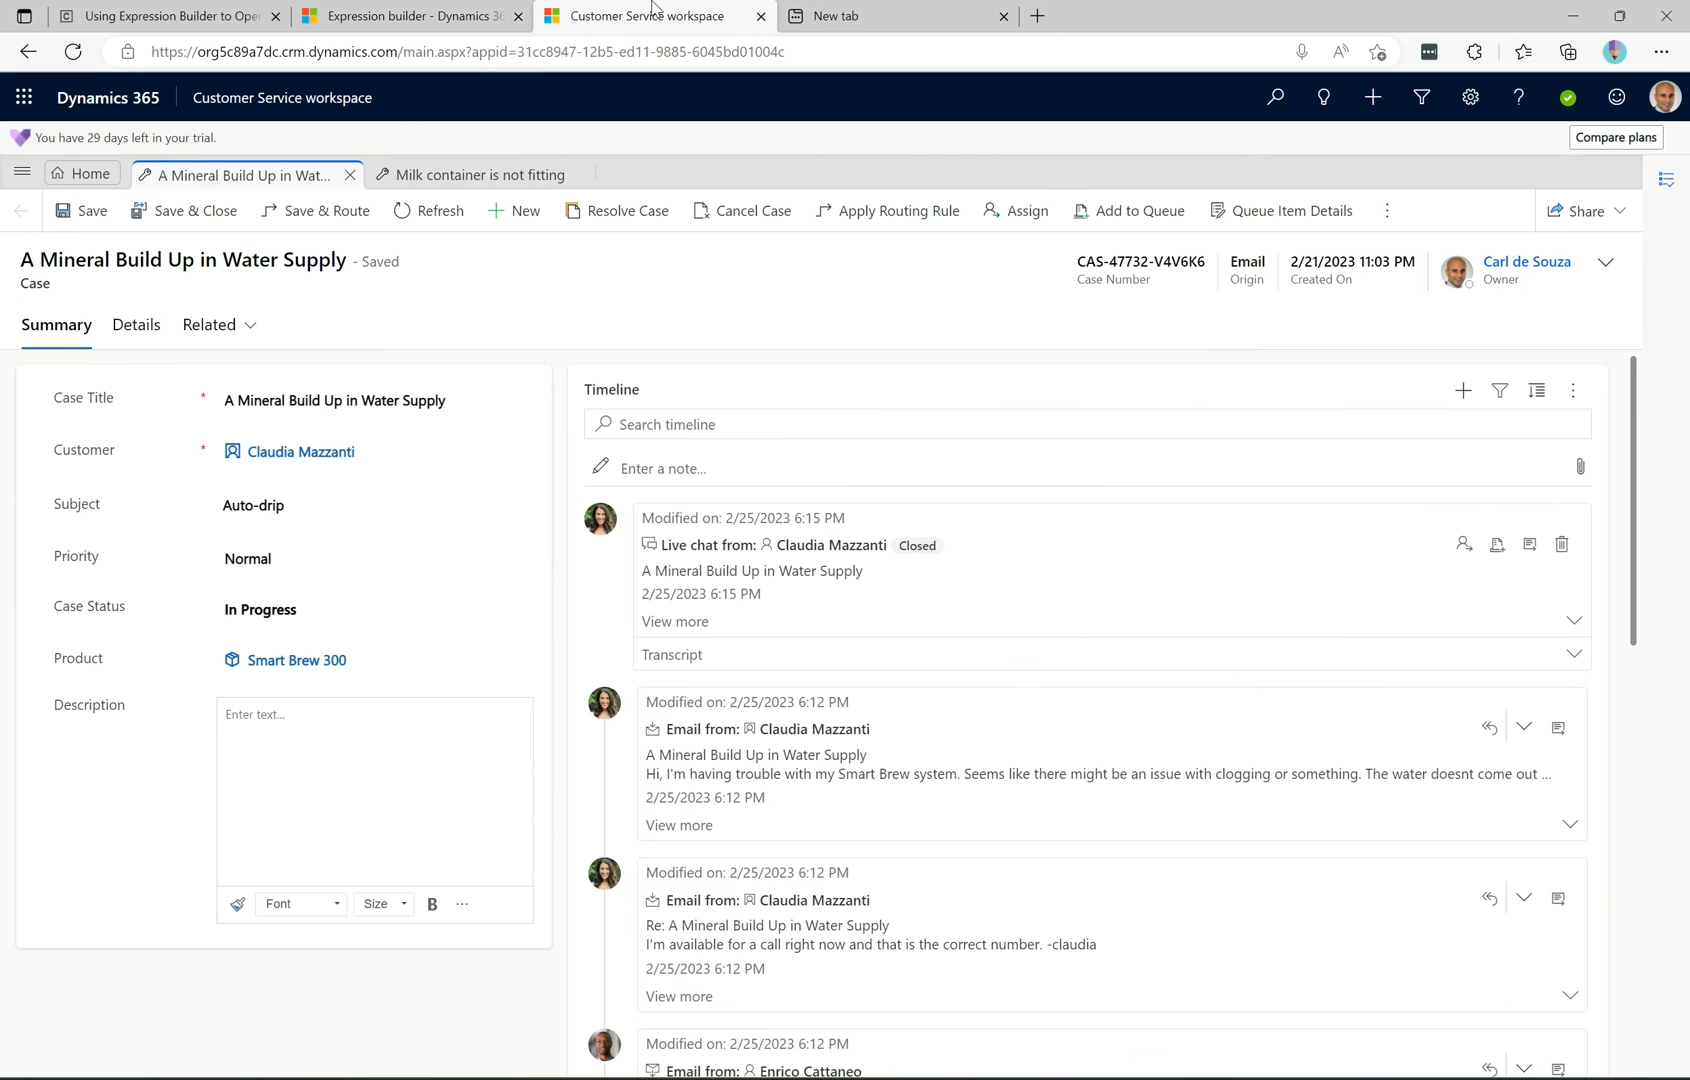 Using Expression Builder to Oper
Expression builder - Dynamics 36
Customer Service workspace
New tab
https://org5c89a7dc.crm.dynamics.com/main.aspx?appid=31cc8947-12b5-ed11-9885-6045bd01004c
Dynamics 365
Customer Service workspace
You have 29 days left in your trial.
Compare plans
Home
A Mineral Build Up in Wat...
Milk container is not fitting
Save
Save & Close
Save & Route
Refresh
New
Resolve Case
Cancel Case
Apply Routing Rule
Assign
Add to Queue
Queue Item Details
Share
A Mineral Build Up in Water Supply - Saved
Case
CAS-47732-V4V6K6
Case Number
Email
Origin
2/21/2023 11:03 PM
Created On
Carl de Souza
Owner
Summary
Details
Related
Case Title * A Mineral Build Up in Water Supply
Customer * Claudia Mazzanti
Subject Auto-drip
Priority Normal
Case Status In Progress
Product Smart Brew 300
Description
Enter text...
Font
Size
B
Timeline
Search timeline
Enter a note...
Modified on: 2/25/2023 6:15 PM
Live chat from: Claudia Mazzanti Closed
A Mineral Build Up in Water Supply
2/25/2023 6:15 PM
View more
Transcript
Modified on: 2/25/2023 6:12 PM
Email from: Claudia Mazzanti
A Mineral Build Up in Water Supply
Hi, I'm having trouble with my Smart Brew system. Seems like there might be an issue with clogging or something. The water doesnt come out ...
2/25/2023 6:12 PM
View more
Modified on: 2/25/2023 6:12 PM
Email from: Claudia Mazzanti
Re: A Mineral Build Up in Water Supply
I'm available for a call right now and that is the correct number. -claudia
2/25/2023 6:12 PM
View more
Modified on: 2/25/2023 6:12 PM
Email from: Enrico Cattaneo